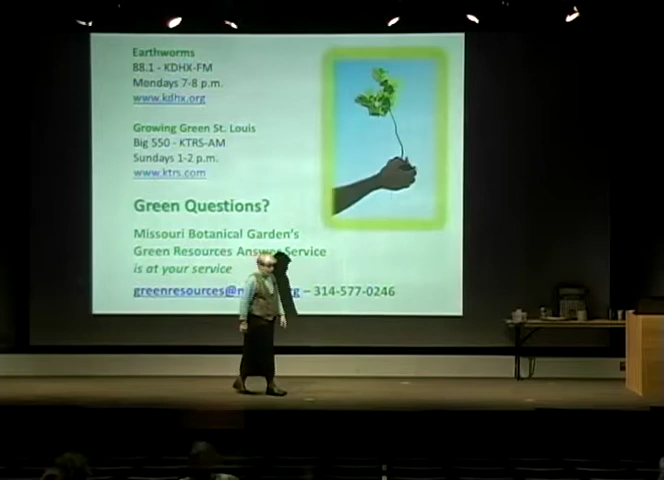 Earthworms
88.1 - KDHX-FM
Mondays 7-8 p.m.
www.kdhx.org
Growing Green St. Louis
Big 550 - KTRS-AM
Sundays 1-2 p.m.
www.ktrs.com
Green Questions?
Missouri Botanical Garden's
Green Resources Answer Service
is at your service
– 314-577-0246